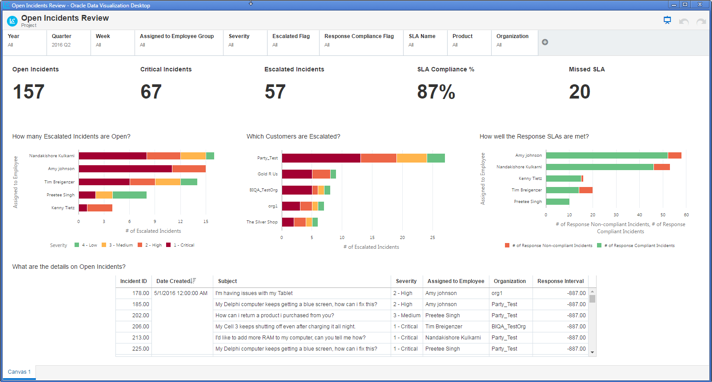 Open Incidents Review - Oracle Data Visualization Desktop
Open Incidents Review
Project
Year Quarter Week Assigned to Employee Group Severity Escalated Flag Response Compliance Flag SLA Name Product Organization
All 2016 Q2 All All All All All All All All
Open Incidents Critical Incidents Escalated Incidents SLA Compliance % Missed SLA
157 67 57 87% 20
How many Escalated Incidents are Open?
Assigned to Employee
Nandakishore Kulkarni
Amy Johnson
Tim Breigenzer
Preetee Singh
Kenny Tietz
0 3 6 9 12 15
# of Escalated Incidents
Severity 4 - Low 3 - Medium 2 - High 1 - Critical
Which Customers are Escalated?
Party_Test
Gold R Us
BIQA_TestOrg
org1
The Silver Shop
0 5 10 15 20 25
# of Escalated Incidents
How well the Response SLAs are met?
Assigned to Employee
Amy johnson
Nandakishore Kulkarni
Kenny Tietz
Tim Breigenzer
Preetee Singh
0 10 20 30 40 50 60
# of Response Non-compliant Incidents, # of Response
Compliant Incidents
# of Response Non-compliant Incidents # of Response Compliant Incidents
What are the details on Open Incidents?
Incident ID Date Created Subject Severity Assigned to Employee Organization Response Interval
178.00 5/1/2016 12:00:00 AM I'm having issues with my Tablet 2 - High Amy johnson org1 -887.00
185.00 My Delphi computer keeps getting a blue screen, how can i fix this? 2 - High Amy johnson Party_Test -887.00
202.00 How can i return a product i purchased from you? 3 - Medium Preetee Singh Party_Test -887.00
206.00 My Cell 3 keeps shutting off even after charging it all night. 1 - Critical Tim Breigenzer BIQA_TestOrg -887.00
213.00 I'd like to add more RAM to my computer, can you tell me how? 1 - Critical Nandakishore Kulkarni Party_Test -887.00
225.00 My Delphi computer keeps getting a blue screen, how can i fix this? 1 - Critical Preetee Singh Party_Test -887.00
Canvas 1